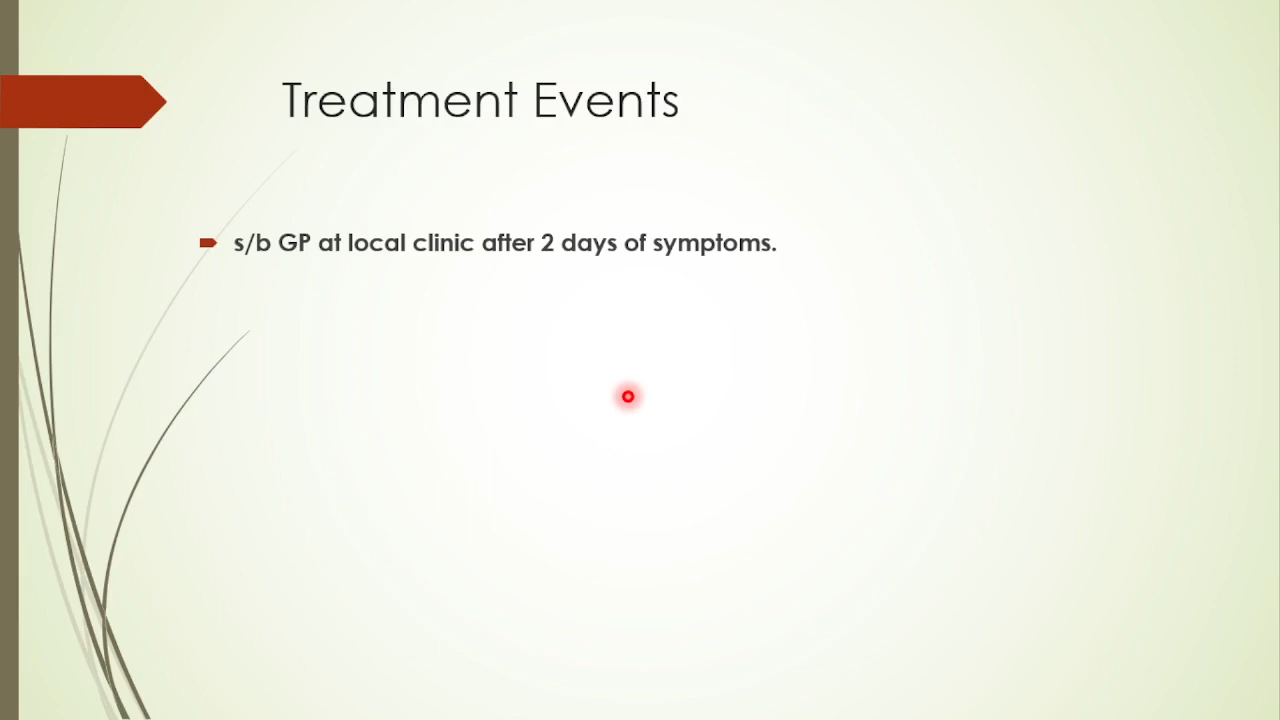 Treatment Events
s/b GP at local clinic after 2 days of symptoms.